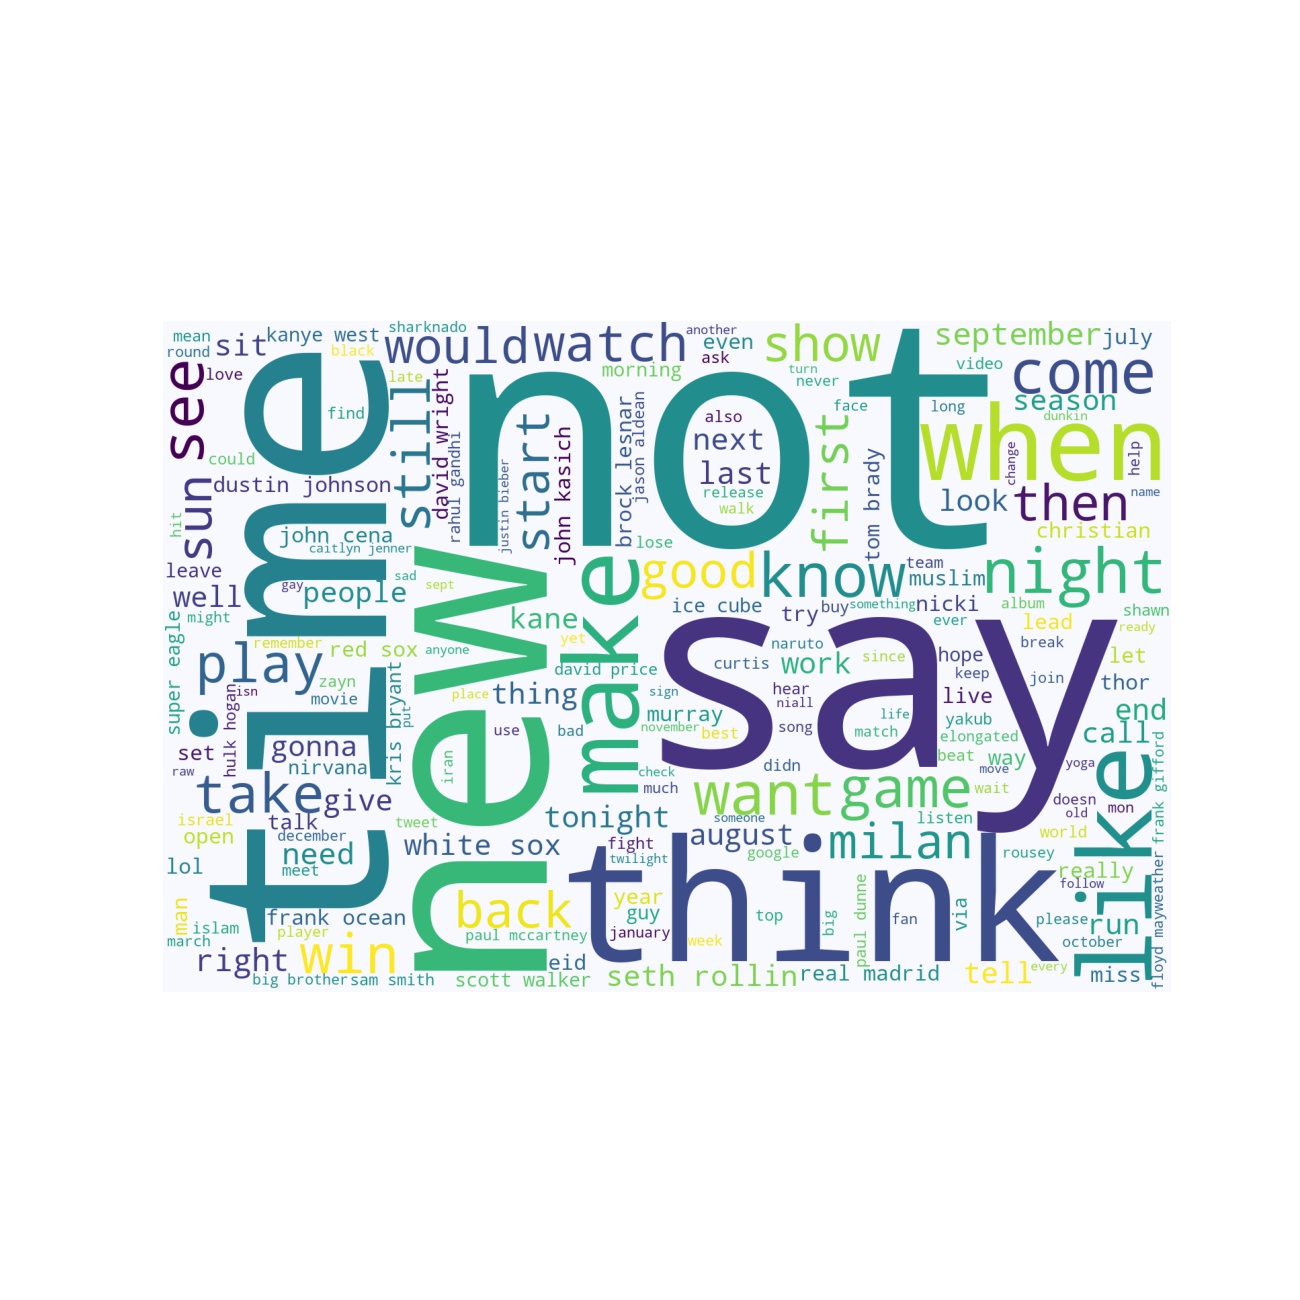 mean
round
sit
kanye west
black
sharknado
would
watch
another
even
ask
morning
show
turn
never
september
july
video
come
season
dunkin
long
face
see
love
time
late
find
still
david wright
rahul gandhi
justin bieber
start
john kasich
brock lesnar
jason aldean
not
also
next
last
release
walk
first
tom brady
when
change
help
name
look
then
christian
could
dustin johnson
sun
hit
john cena
caitlyn jenner
lose
leave
well
might
gay
people
sad
sept
new
kane
yet
make
good
know
team
muslim
night
ice cube
try
buy
something
nicki
ever
album
lead
shawn
ready
super eagle
remember
red sox
anyone
play
zayn
movie
isn
hulk hogan
kris bryant
put
place
thing
david price
sign
say
naruto
curtis
work
since
hope
keep
break
join
let
thor
hear
niall
life
live
yakub
elongated
murray
november
best
song
match
beat
way
move
yoga
end
call
set
raw
gonna
nirvana
iran
use
bad
check
much
didn
want
game
wait
doesn
old
mon
like
frank gifford
floyd mayweather
take
give
israel
open
talk
december
tweet
need
meet
lol
white sox
tonight
someone
august
fight
twilight
google
milan
listen
world
rousey
really
follow
man
islam
march
frank ocean
player
back
paul mccartney
think
year
guy
january
week
top
big
paul dunne
fan
via
please
october
run
right
win
big brother
sam smith
scott walker
eid
seth rollin
real madrid
tell
every
miss